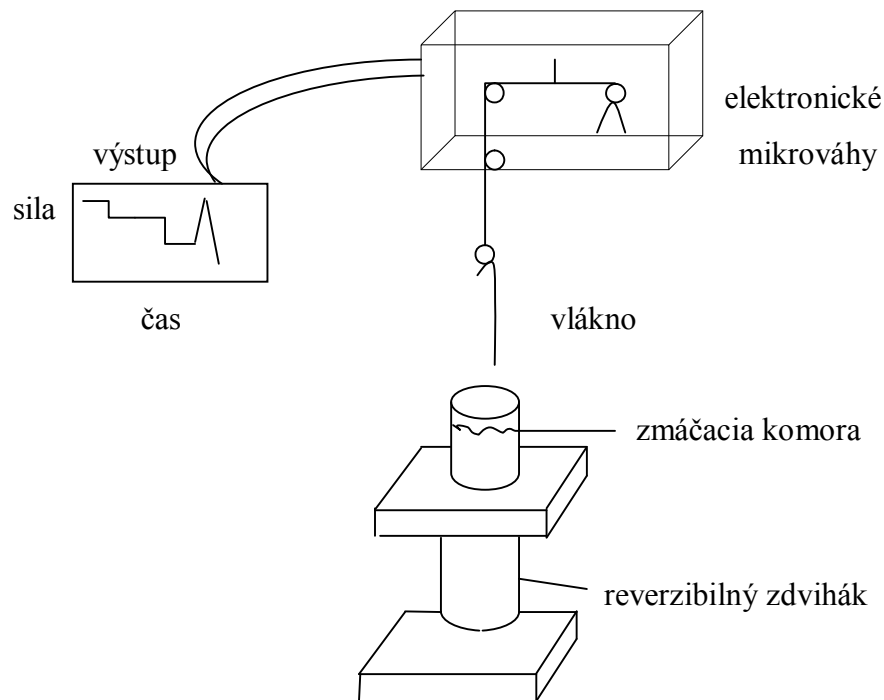 elektronické
mikrováhy
výstup
sila
čas
vlákno
zmáčacia komora
reverzibilný zdvihák